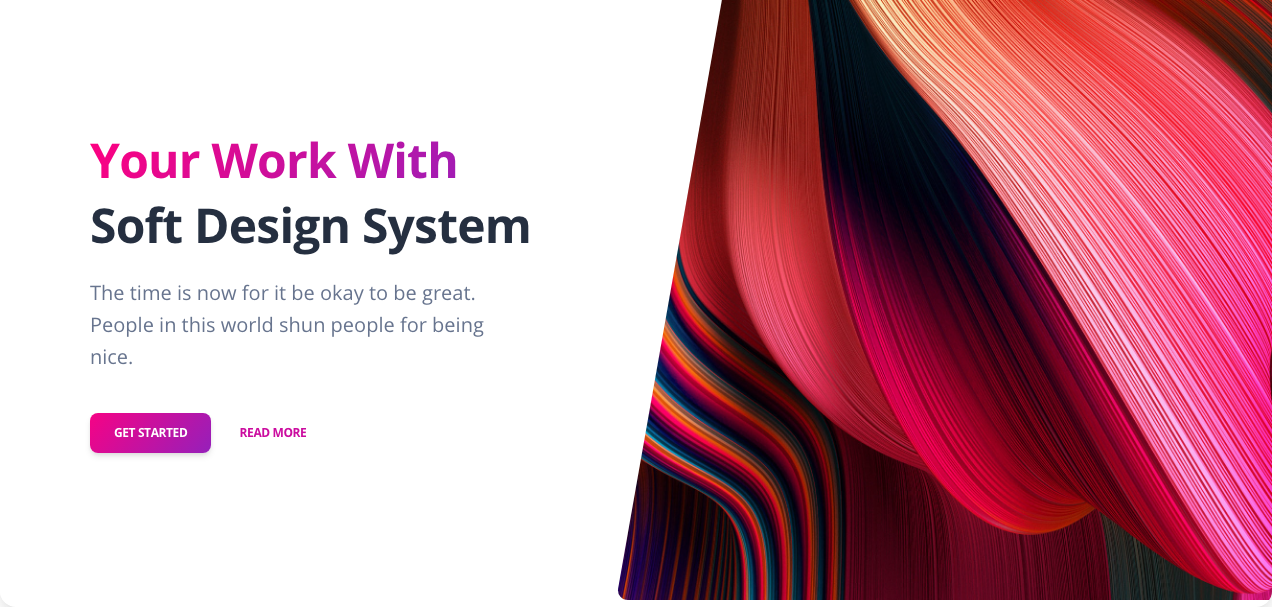 Your Work With
Soft Design System
The time is now for it be okay to be great.
People in this world shun people for being
nice.
GET STARTED
READ MORE